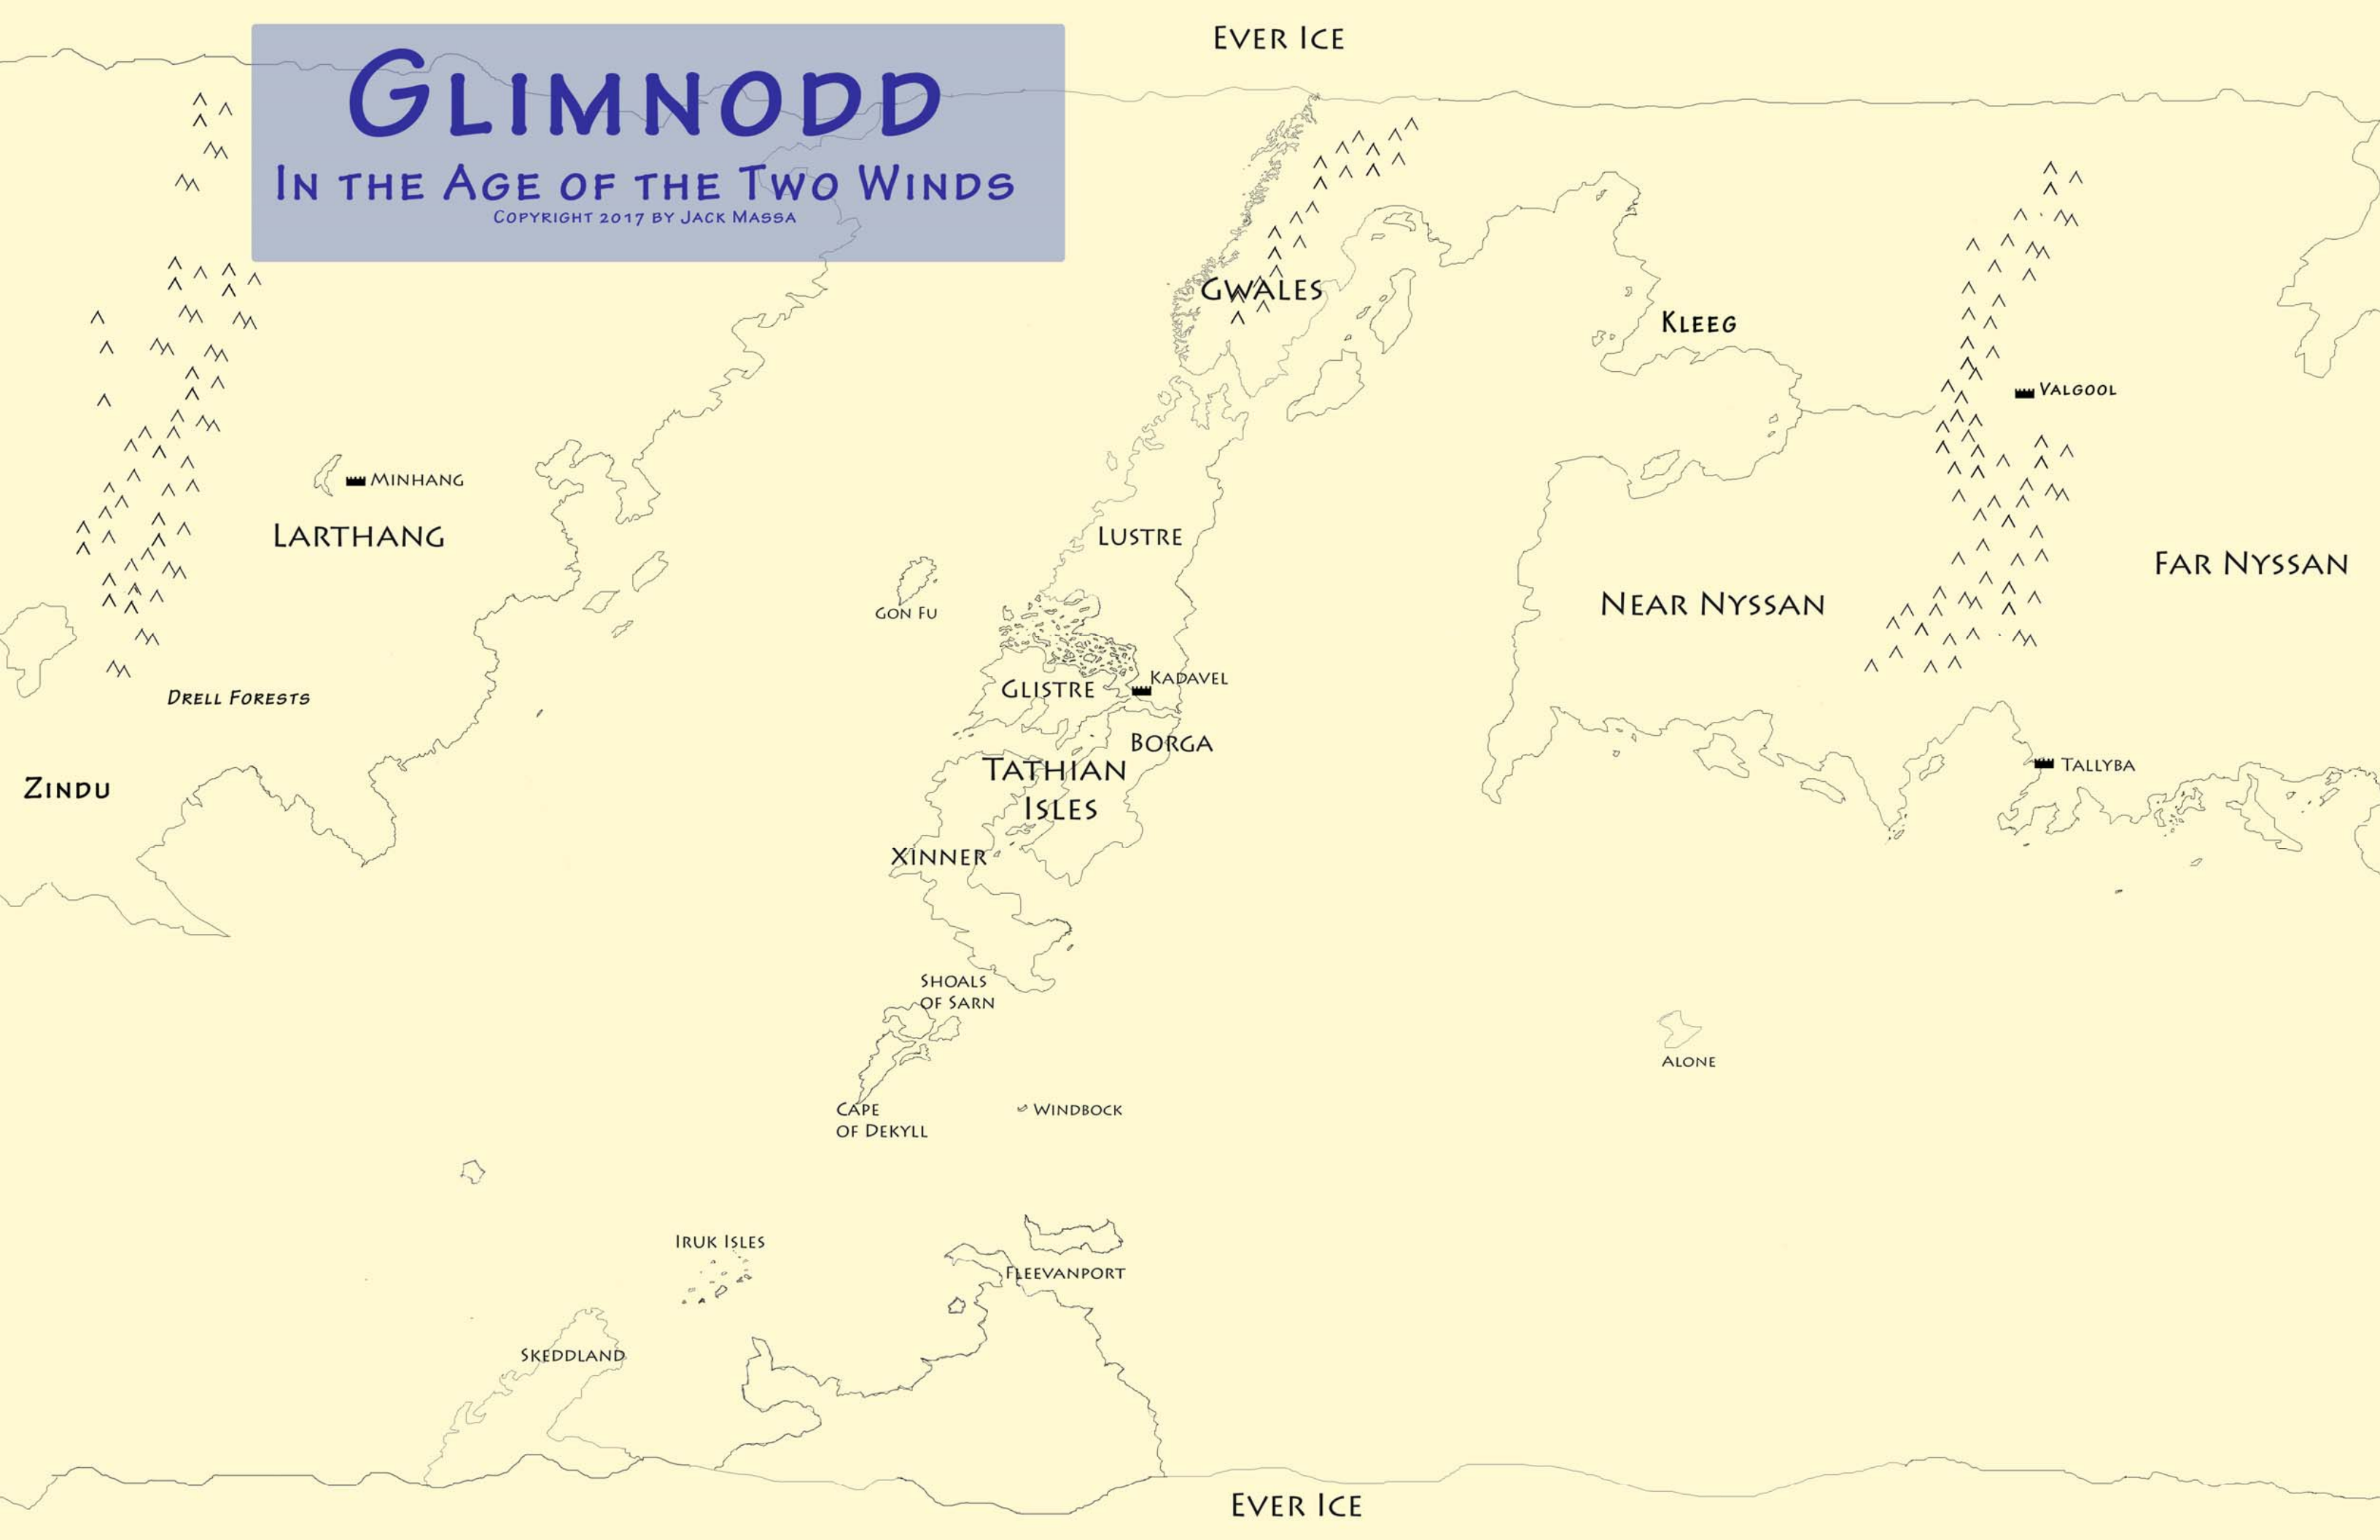 Ever Ice
Glimnodd
In the Age of the Two Winds
Copyright 2017 by Jack Massa
Gwales
Kleeg
Valgool
Minhang
Larthang
Lustre
Far Nyssan
Gon Fu
Near Nyssan
Kadavel
Glistre
Drell Forests
Borga
Tathian
Isles
Tallyba
Zindu
Xinner
Shoals
of Sarn
Alone
Cape
of Dekyll
Windbock
Iruk Isles
Fleevanport
Skeddland
Ever Ice